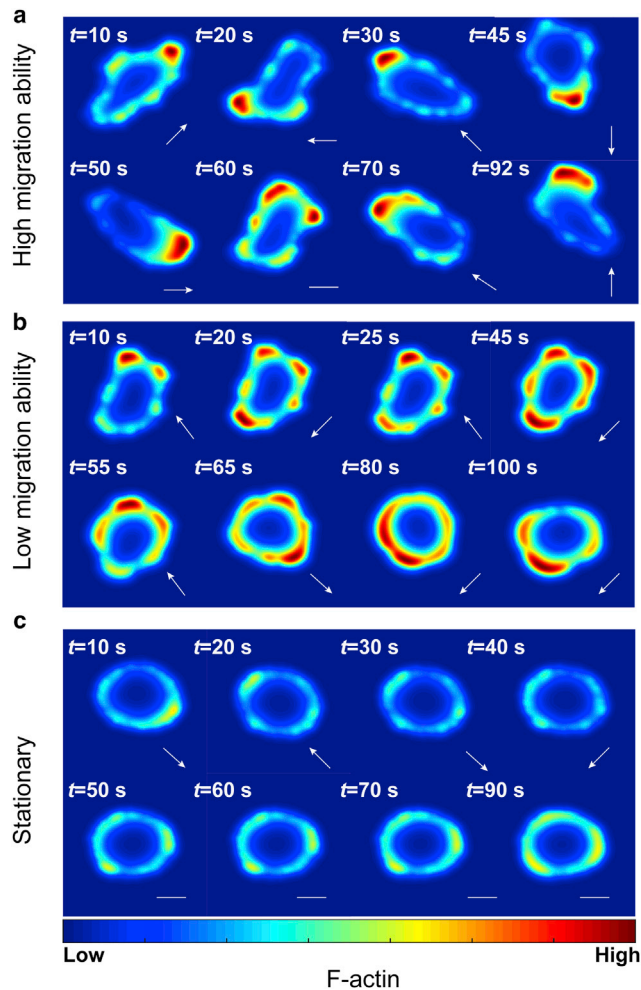 a
High migration ability
t=10 s t=20 s t=30 s t=45 s
t=50 s t=60 s t=70 s t=92 s
b
Low migration ability
t=10 s t=20 s t=25 s t=45 s
t=55 s t=65 s t=80 s t=100 s
c
Stationary
t=10 s t=20 s t=30 s t=40 s
t=50 s t=60 s t=70 s t=90 s
Low High
F-actin